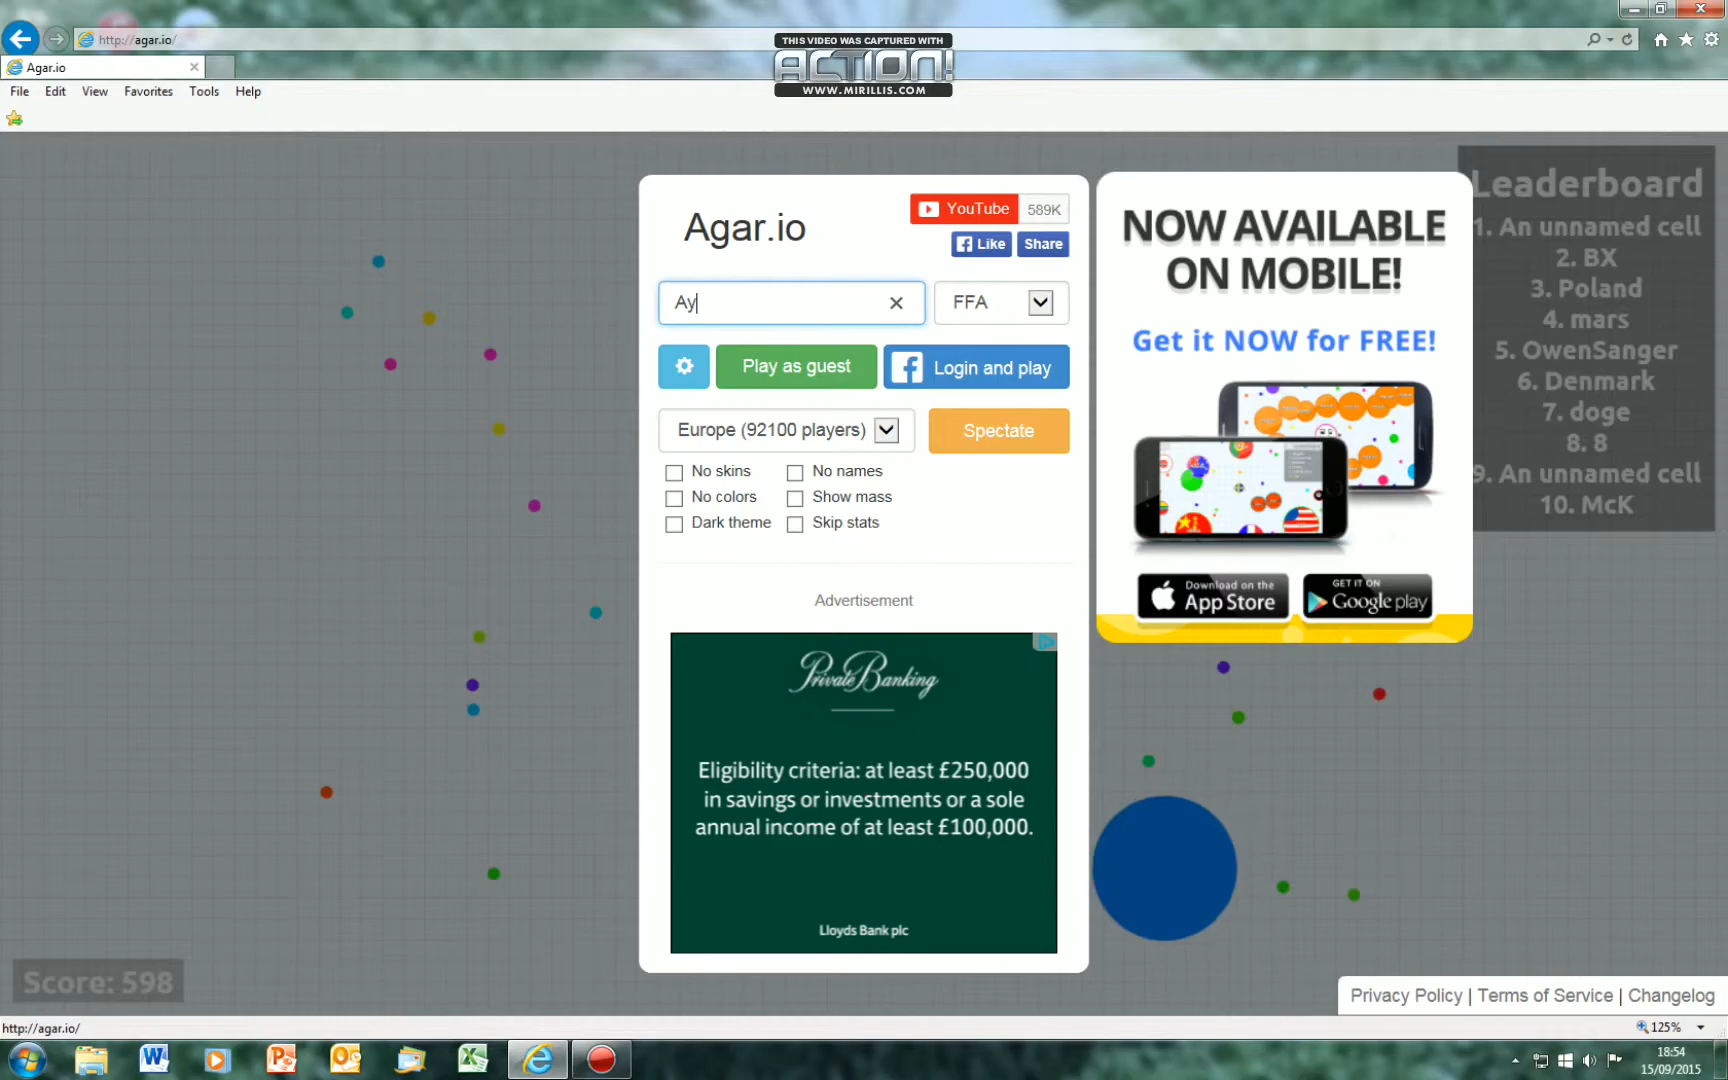 http://agar.io/
THIS VIDEO WAS CAPTURED WITH
ACTION!
WWW.MIRILLIS.COM
Agar.io
File Edit View Favorites Tools Help
Agar.io
YouTube 589K
Like Share
Ay
FFA
Play as guest
Login and play
Europe (92100 players)
Spectate
No skins No names
No colors Show mass
Dark theme Skip stats
Advertisement
Private Banking
Eligibility criteria: at least £250,000
in savings or investments or a sole
annual income of at least £100,000.
Lloyds Bank plc
NOW AVAILABLE
ON MOBILE!
Get it NOW for FREE!
Download on the
App Store
GET IT ON
Google play
Leaderboard
1. An unnamed cell
2. BX
3. Poland
4. mars
5. OwenSanger
6. Denmark
7. doge
8. 8
9. An unnamed cell
10. McK
Score: 598
Privacy Policy | Terms of Service | Changelog
http://agar.io/
125%
18:54
15/09/2015